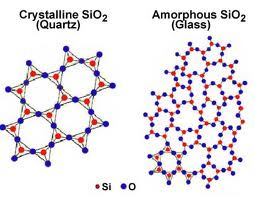 Crystalline SiO2
(Quartz)
Amorphous SiO2
(Glass)
Si O